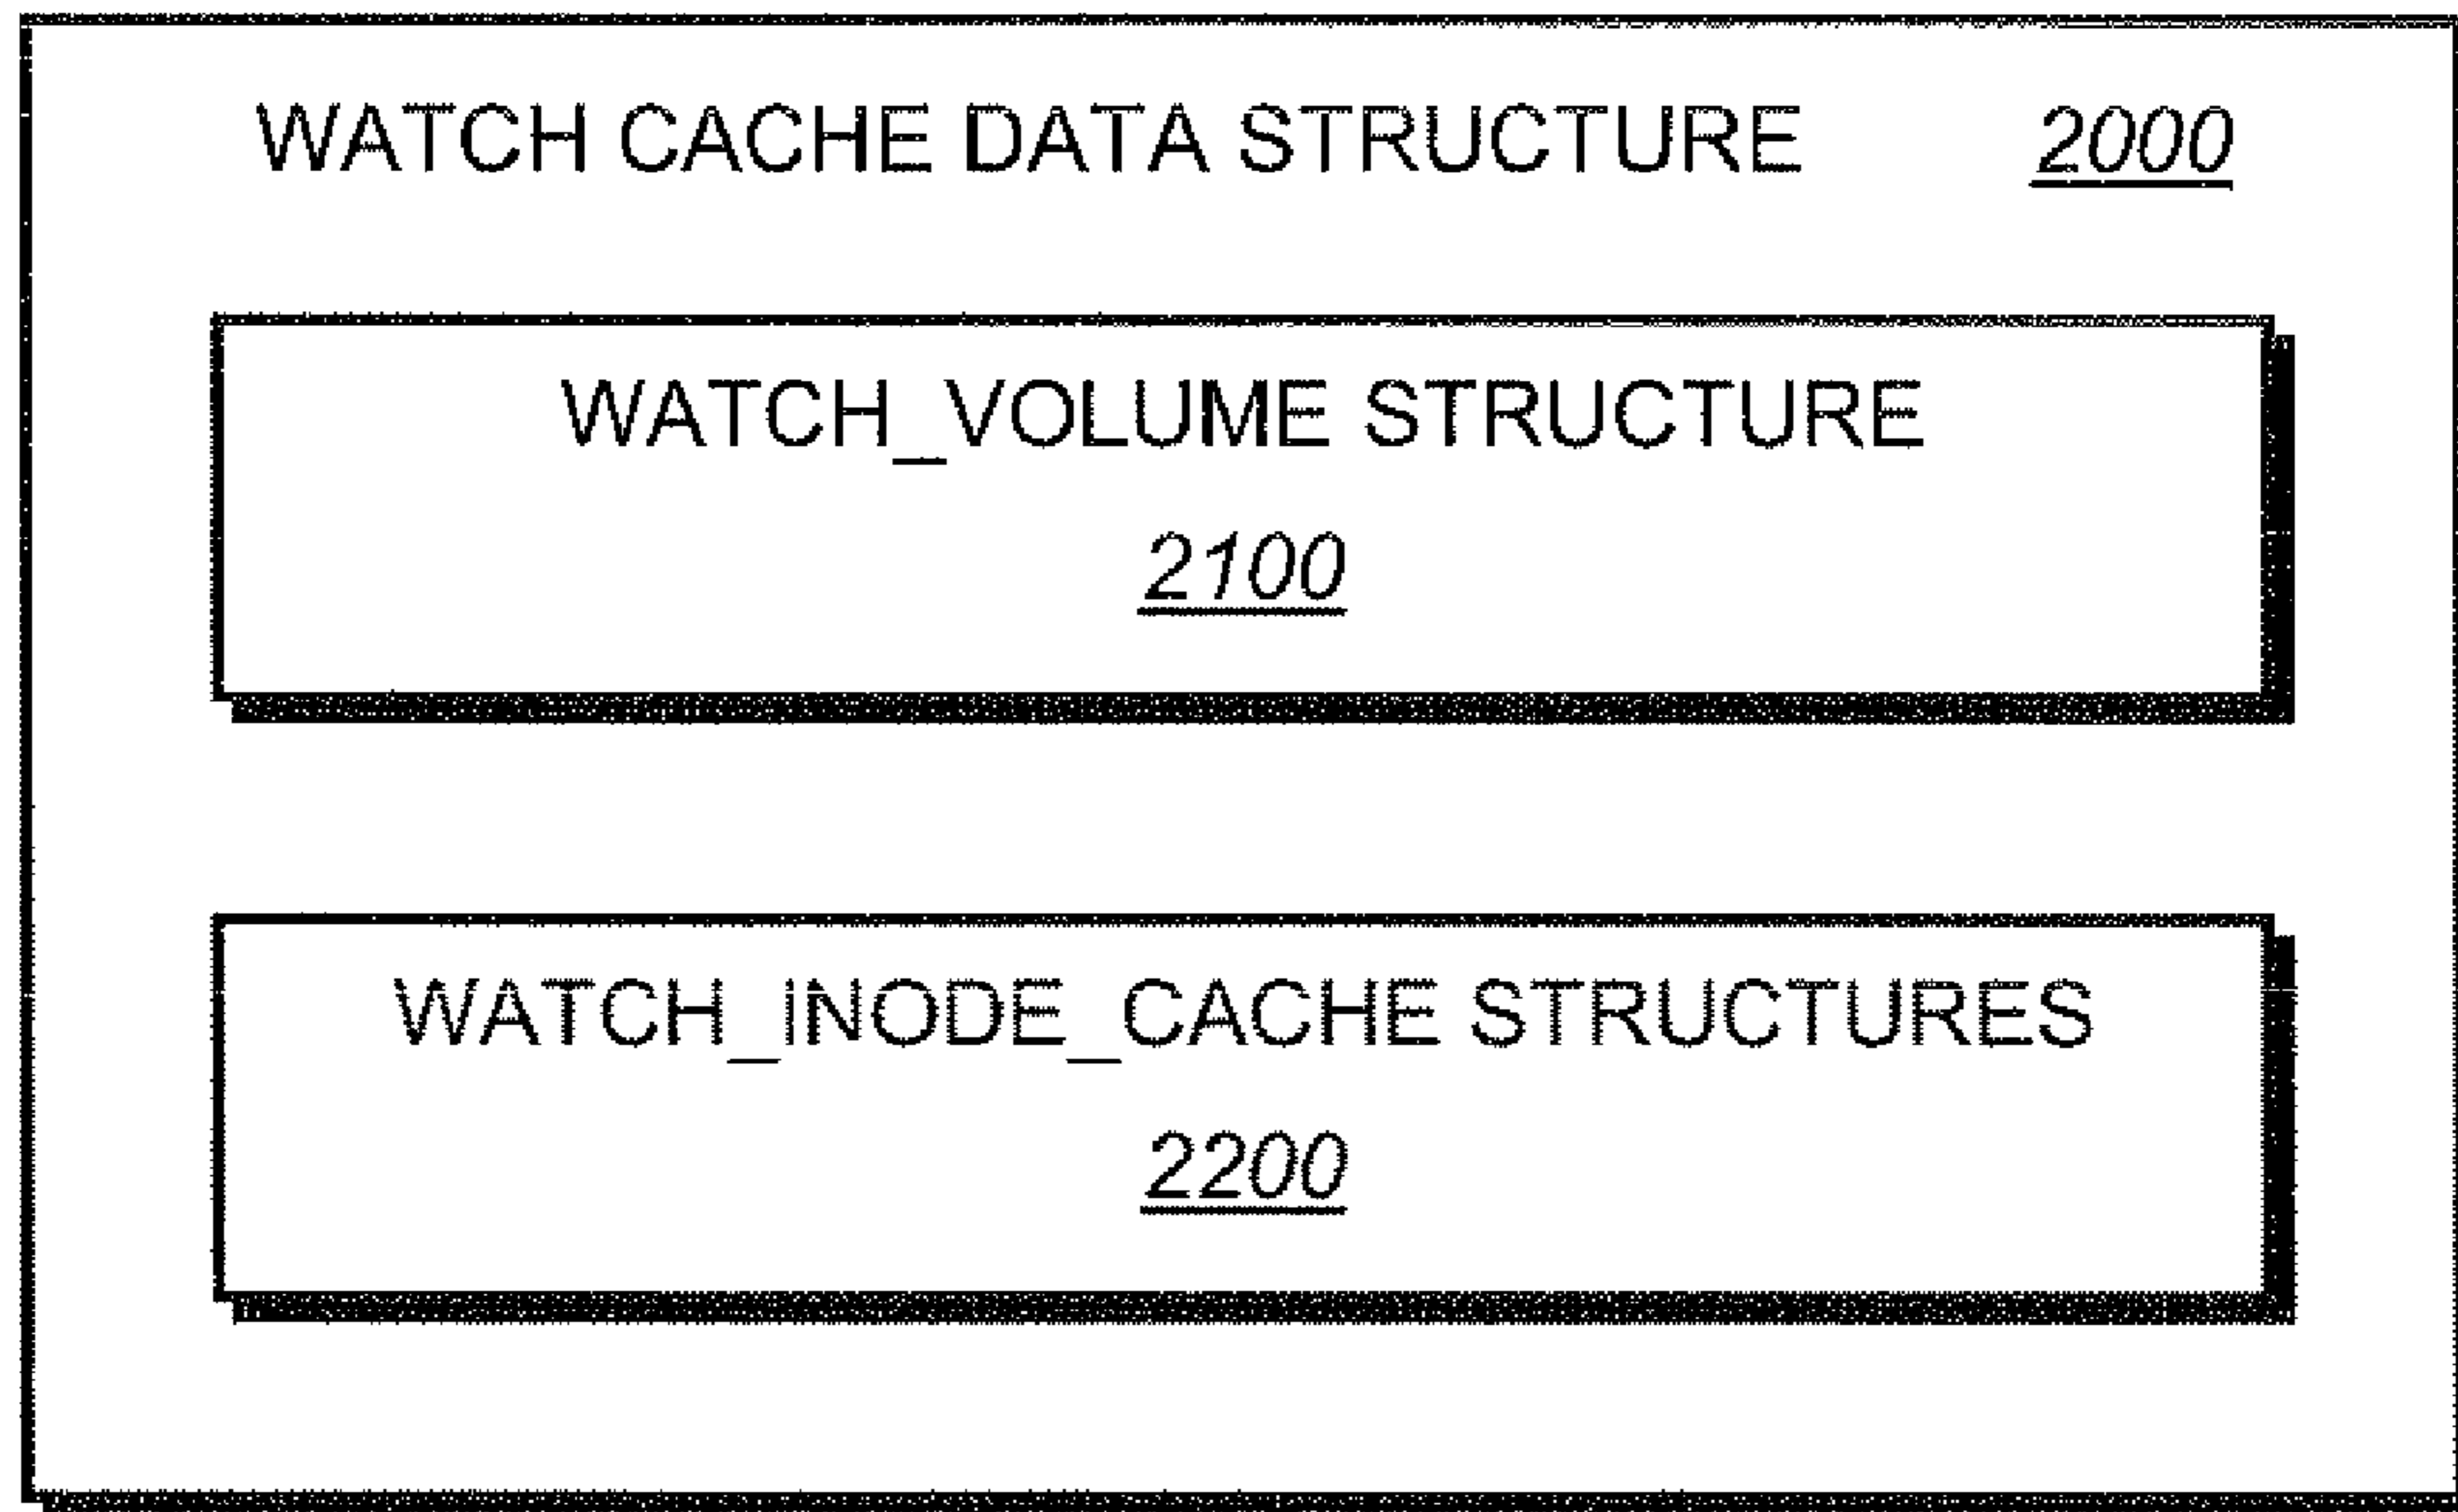 WATCH CACHE DATA STRUCTURE 2000
WATCH_VOLUME STRUCTURE
2100
WATCH_INODE_CACHE STRUCTURES
2200